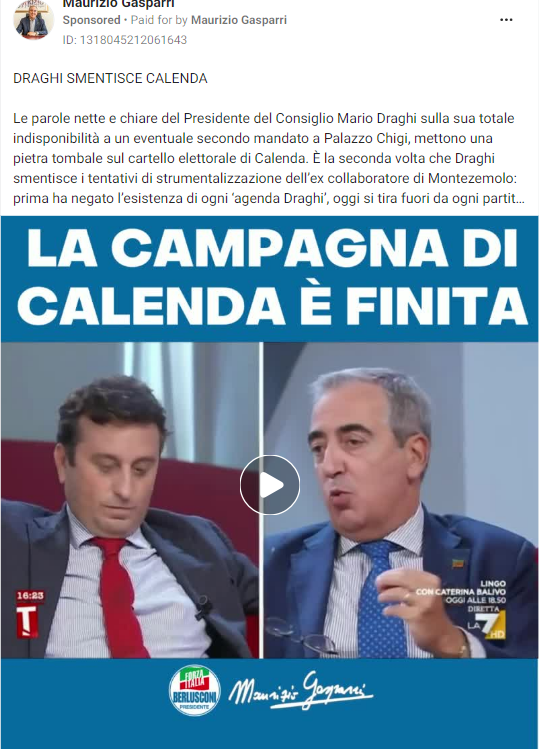 Maurizio Gasparri
Sponsored • Paid for by Maurizio Gasparri
ID: 1318045212061643
DRAGHI SMENTISCE CALENDA
Le parole nette e chiare del Presidente del Consiglio Mario Draghi sulla sua totale
indisponibilità a un eventuale secondo mandato a Palazzo Chigi, mettono una
pietra tombale sul cartello elettorale di Calenda. È la seconda volta che Draghi
smentisce i tentativi di strumentalizzazione dell'ex collaboratore di Montezemolo:
prima ha negato l'esistenza di ogni 'agenda Draghi', oggi si tira fuori da ogni partit...
LA CAMPAGNA DI
CALENDA È FINITA
16:23
T
LINGO
CON CATERINA BALIVO
OGGI ALLE 18.50
DIRETTA
LA 7 HD
FORZA
ITALIA
BERLUSCONI
PRESIDENTE
Maurizio Gasparri